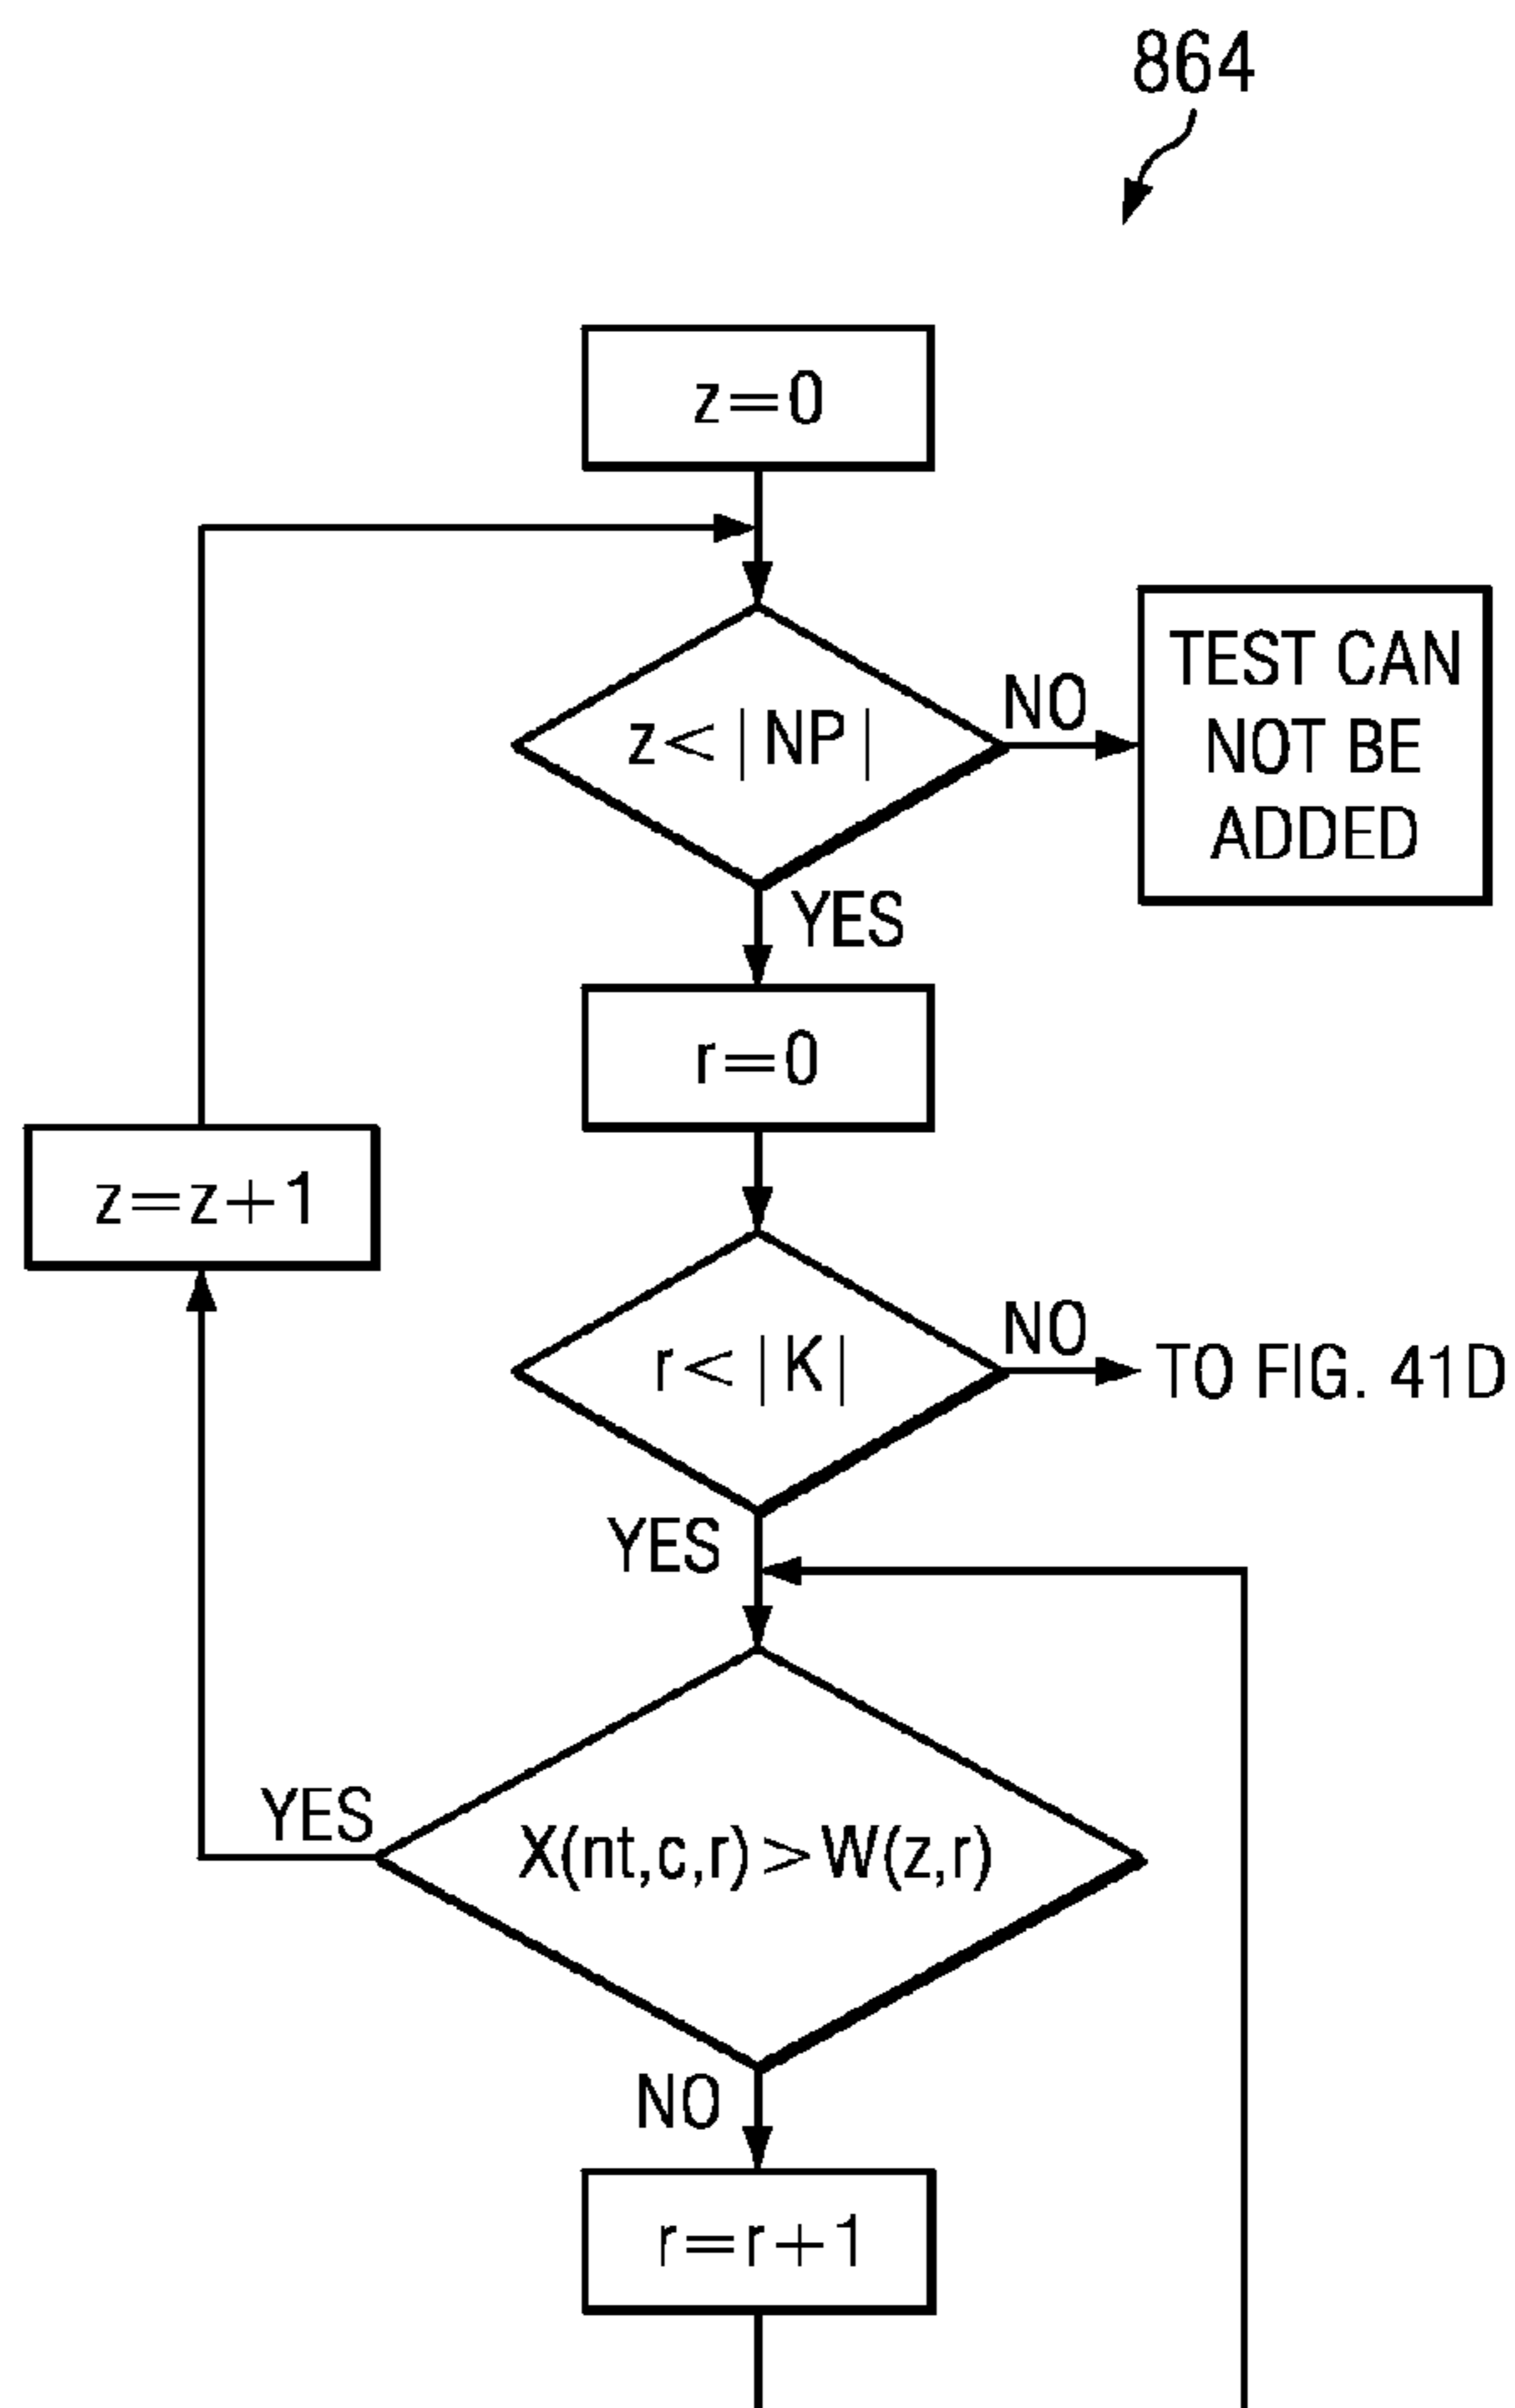 864
z=0
z<|NP|
NO
TEST CAN
NOT BE
ADDED
YES
r=0
z=z+1
r<|K|
NO
TO FIG. 41D
YES
YES
X(nt,c,r)>W(z,r)
NO
r=r+1